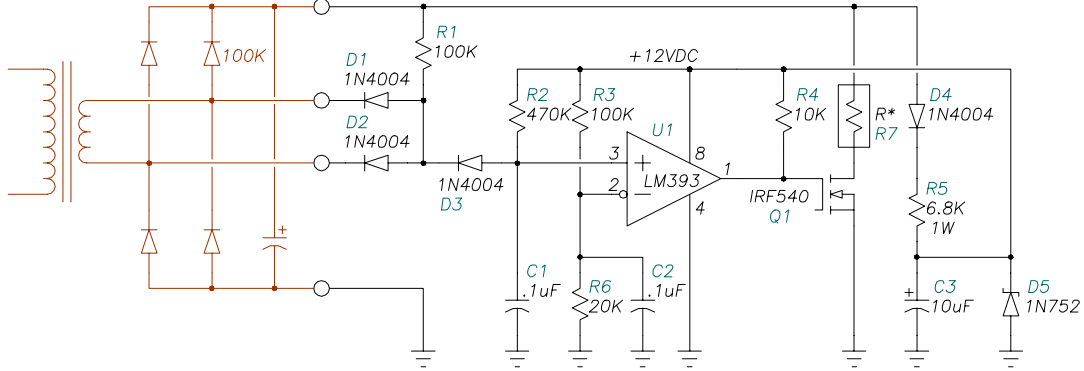 100K
R1
100K
D1
1N4004
D2
1N4004
1N4004
D3
+12VDC
R2
470K
R3
100K
U1
3
+
2
−
LM393
8
1
4
R4
10K
R*
R7
D4
1N4004
IRF540
Q1
R5
6.8K
1W
C1
.1uF
R6
20K
C2
.1uF
+
+
C3
10uF
D5
1N752